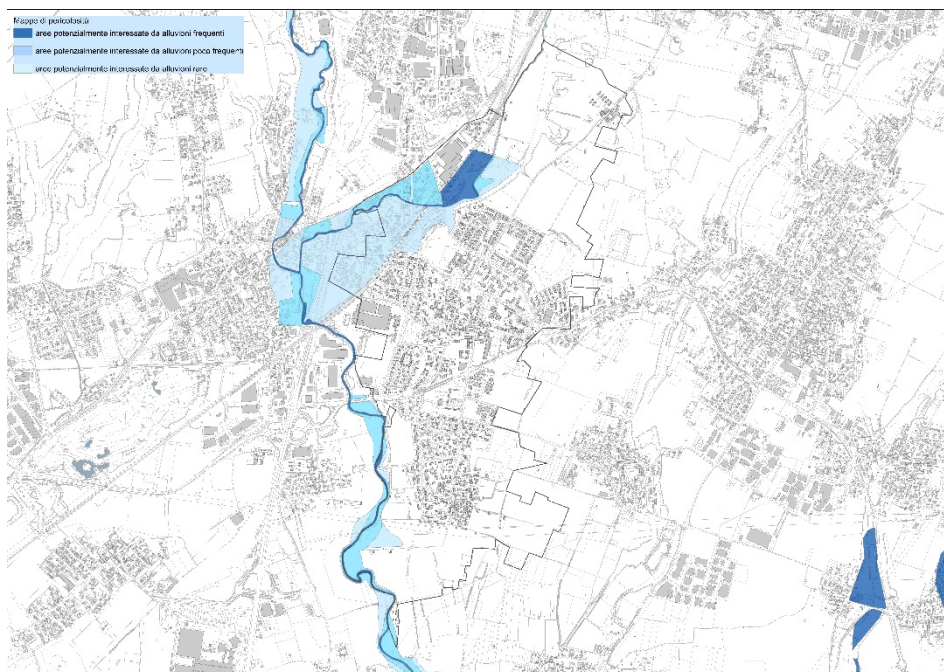 Mappe di pericolosità
aree potenzialmente interessate da alluvioni frequenti
aree potenzialmente interessate da alluvioni poco frequenti
aree potenzialmente interessate da alluvioni rare